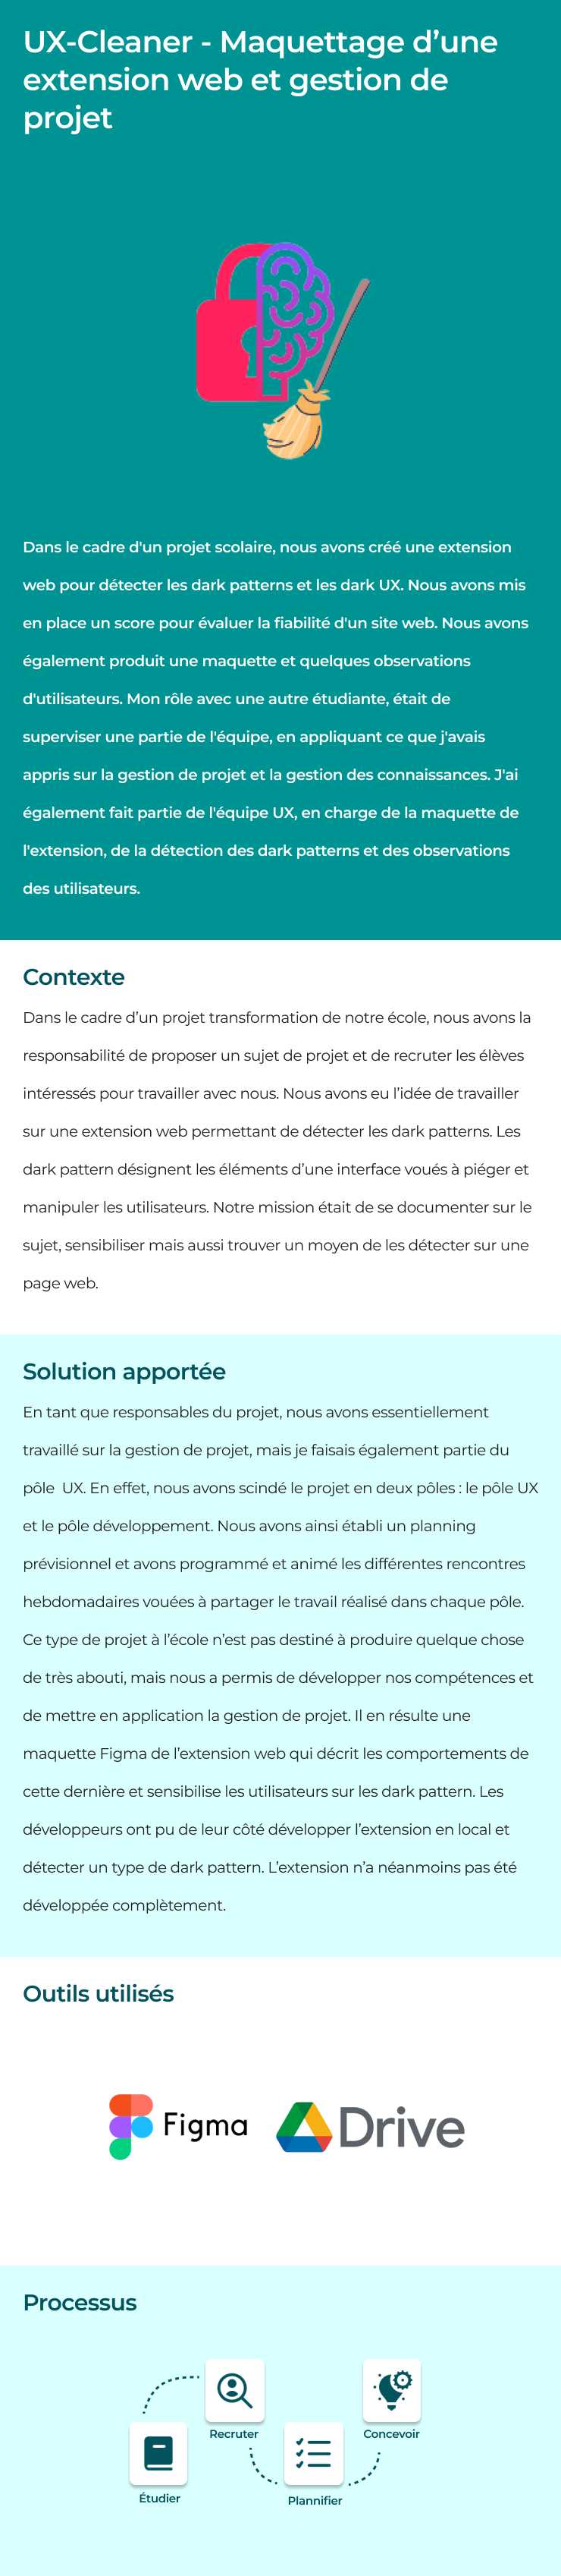 UX-Cleaner - Maquettage d’une
extension web et gestion de
projet
Dans le cadre d'un projet scolaire, nous avons créé une extension
web pour détecter les dark patterns et les dark UX. Nous avons mis
en place un score pour évaluer la fiabilité d'un site web. Nous avons
également produit une maquette et quelques observations
d'utilisateurs. Mon rôle avec une autre étudiante, était de
superviser une partie de l'équipe, en appliquant ce que j'avais
appris sur la gestion de projet et la gestion des connaissances. J'ai
également fait partie de l'équipe UX, en charge de la maquette de
l'extension, de la détection des dark patterns et des observations
des utilisateurs.
Contexte
Dans le cadre d’un projet transformation de notre école, nous avons la
responsabilité de proposer un sujet de projet et de recruter les élèves
intéressés pour travailler avec nous. Nous avons eu l’idée de travailler
sur une extension web permettant de détecter les dark patterns. Les
dark pattern désignent les éléments d’une interface voués à piéger et
manipuler les utilisateurs. Notre mission était de se documenter sur le
sujet, sensibiliser mais aussi trouver un moyen de les détecter sur une
page web.
Solution apportée
En tant que responsables du projet, nous avons essentiellement
travaillé sur la gestion de projet, mais je faisais également partie du
pôle  UX. En effet, nous avons scindé le projet en deux pôles : le pôle UX
et le pôle développement. Nous avons ainsi établi un planning
prévisionnel et avons programmé et animé les différentes rencontres
hebdomadaires vouées à partager le travail réalisé dans chaque pôle.
Ce type de projet à l’école n’est pas destiné à produire quelque chose
de très abouti, mais nous a permis de développer nos compétences et
de mettre en application la gestion de projet. Il en résulte une
maquette Figma de l’extension web qui décrit les comportements de
cette dernière et sensibilise les utilisateurs sur les dark pattern. Les
développeurs ont pu de leur côté développer l’extension en local et
détecter un type de dark pattern. L’extension n’a néanmoins pas été
développée complètement.
Outils utilisés
Figma
Drive
Processus
Recruter
Concevoir
Étudier
Plannifier